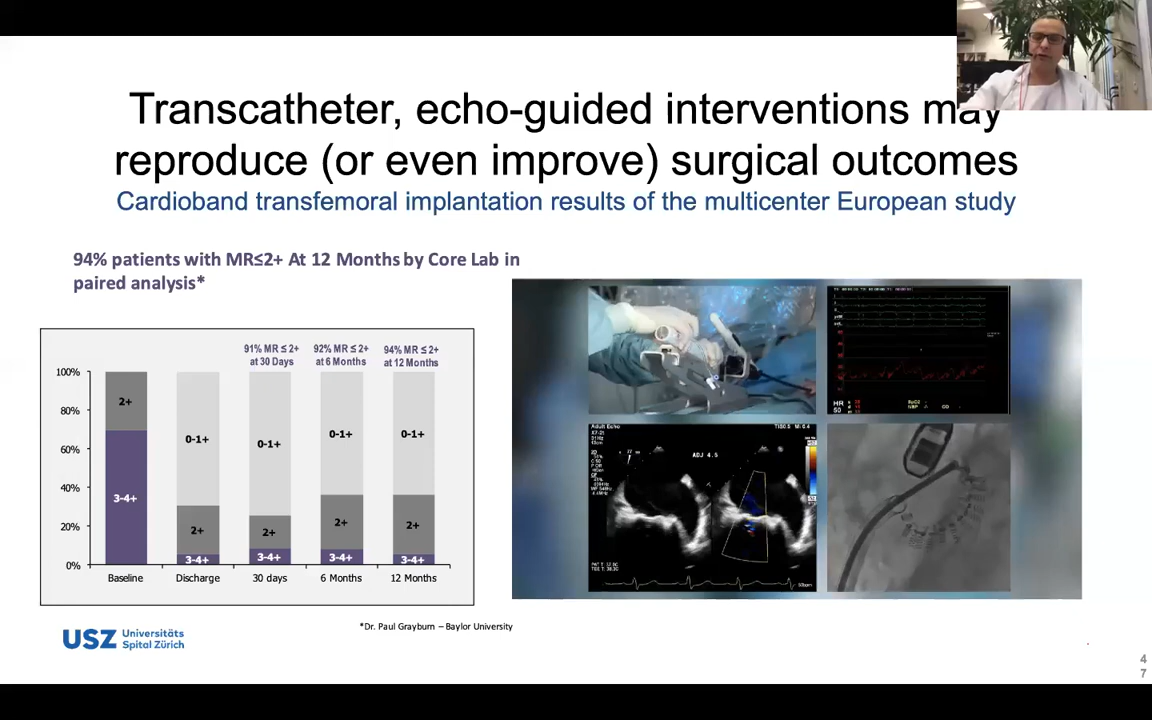 Transcatheter, echo-guided interventions may
reproduce (or even improve) surgical outcomes
Cardioband transfemoral implantation results of the multicenter European study
94% patients with MR≤2+ At 12 Months by Core Lab in
paired analysis*
91% MR ≤ 2+
at 30 Days
92% MR ≤ 2+
at 6 Months
94% MR ≤ 2+
at 12 Months
100%
80%
60%
40%
20%
0%
2+
3-4+
0-1+
2+
3-4+
0-1+
2+
3-4+
0-1+
2+
3-4+
0-1+
2+
3-4+
Baseline
Discharge
30 days
6 Months
12 Months
HR
50
Adult Echo
ADJ 4.5
*Dr. Paul Grayburn – Baylor University
USZ Universitäts
Spital Zürich
4
7